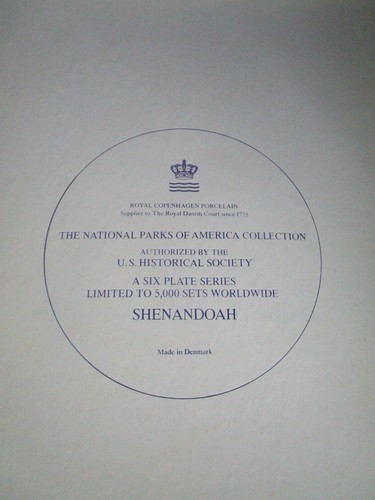 ROYAL COPENHAGEN PORCELAIN
Supplier to The Royal Danish Court since 1775
THE NATIONAL PARKS OF AMERICA COLLECTION
AUTHORIZED BY THE
U.S. HISTORICAL SOCIETY
A SIX PLATE SERIES
LIMITED TO 5,000 SETS WORLDWIDE
SHENANDOAH
Made in Denmark